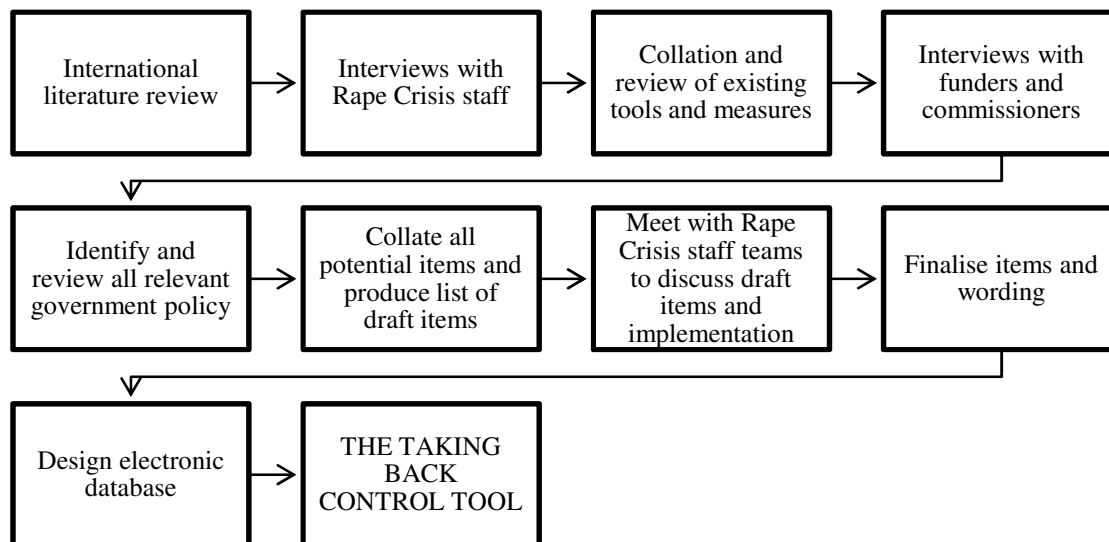 International
literature review
Interviews with
Rape Crisis staff
Collation and
review of existing
tools and measures
Interviews with
funders and
commissioners
Identify and
review all relevant
government policy
Collate all
potential items and
produce list of
draft items
Meet with Rape
Crisis staff teams
to discuss draft
items and
implementation
Finalise items and
wording
Design electronic
database
THE TAKING
BACK
CONTROL TOOL